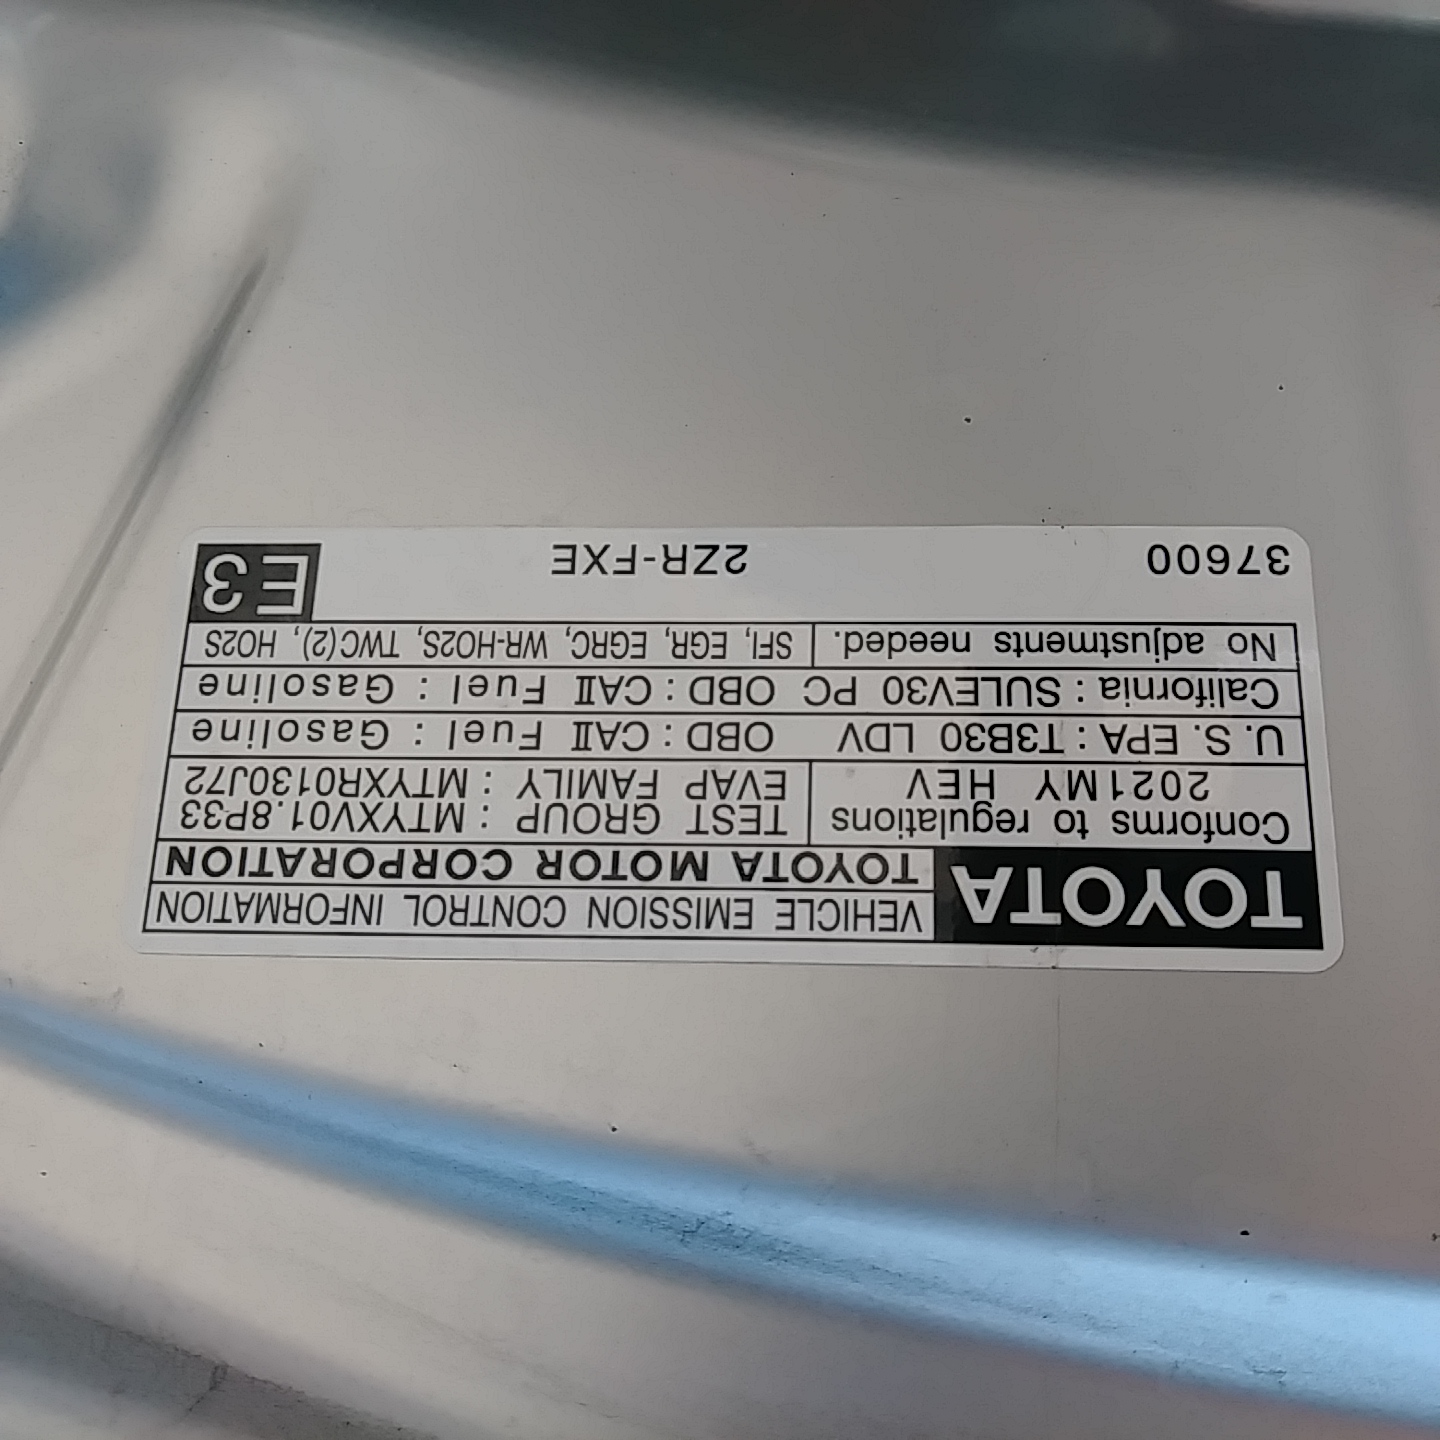 TOYOTA VEHICLE EMISSION CONTROL INFORMATION
TOYOTA MOTOR CORPORATION
Conforms to regulations TEST GROUP : MTYXV01.8P33
2021MY HEV EVAP FAMILY : MTYXR0130J72
U.S. EPA : T3B30 LDV OBD : CAII Fuel : Gasoline
California : SULEV30 PC OBD : CAII Fuel : Gasoline
No adjustments needed. SFI, EGR, EGRC, WR-HO2S, TWC(2), HO2S
37600 2ZR-FXE E3